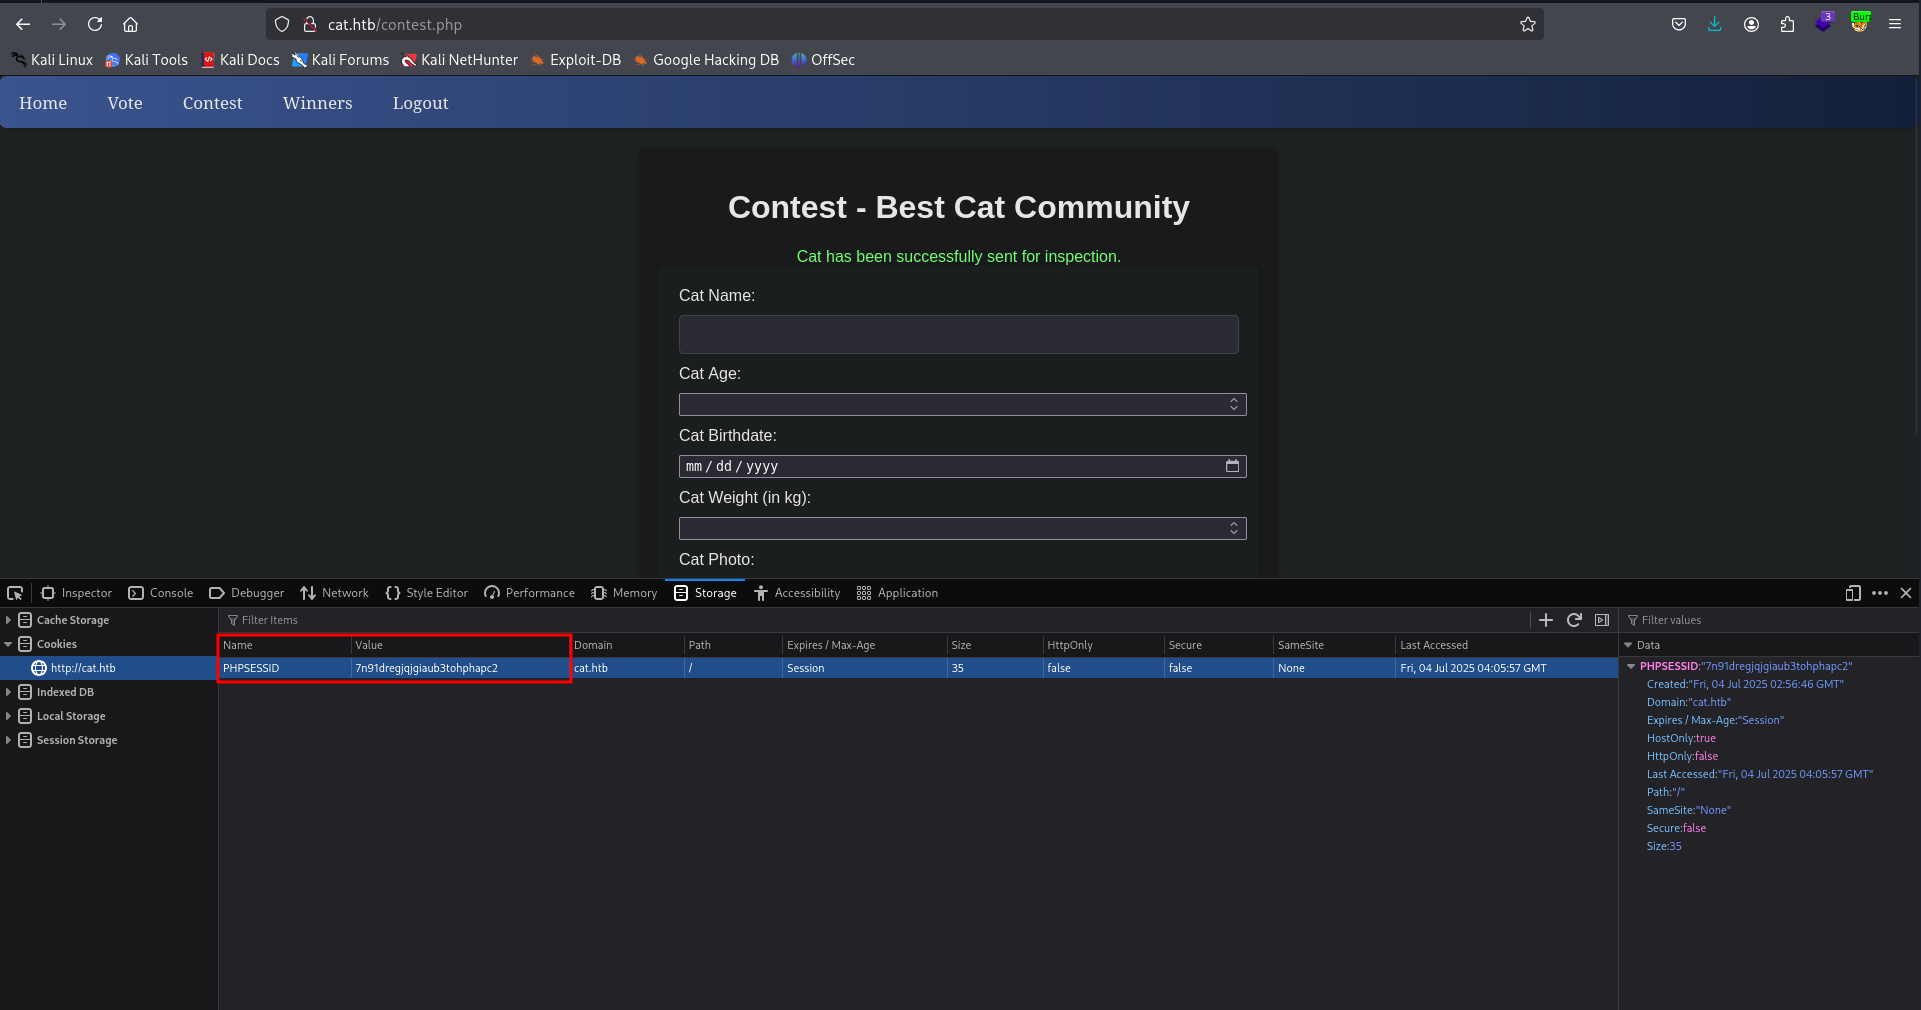 cat.htb/contest.php
3
Bur
Kali Linux Kali Tools Kali Docs Kali Forums Kali NetHunter Exploit-DB Google Hacking DB OffSec
Home Vote Contest Winners Logout
Contest - Best Cat Community
Cat has been successfully sent for inspection.
Cat Name:
Cat Age:
Cat Birthdate:
mm / dd / yyyy
Cat Weight (in kg):
Cat Photo:
Inspector Console Debugger Network Style Editor Performance Memory Storage Accessibility Application
Cache Storage
Cookies
http://cat.htb
Indexed DB
Local Storage
Session Storage
Filter Items
Name Value Domain Path Expires / Max-Age Size HttpOnly Secure SameSite Last Accessed
PHPSESSID 7n91dregjqjgiaub3tohphapc2 cat.htb / Session 35 false false None Fri, 04 Jul 2025 04:05:57 GMT
Filter values
Data
PHPSESSID:"7n91dregjqjgiaub3tohphapc2"
Created:"Fri, 04 Jul 2025 02:56:46 GMT"
Domain:"cat.htb"
Expires / Max-Age:"Session"
HostOnly:true
HttpOnly:false
Last Accessed:"Fri, 04 Jul 2025 04:05:57 GMT"
Path:"/"
SameSite:"None"
Secure:false
Size:35